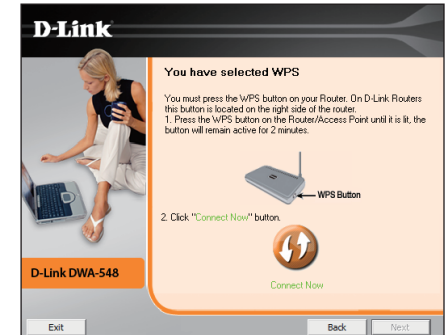 D-Link
You have selected WPS
You must press the WPS button on your Router. On D-Link Routers
this button is located on the right side of the router.
1. Press the WPS button on the Router/Access Point until it is lit, the
button will remain active for 2 minutes.
WPS Button
2. Click "Connect Now" button.
Connect Now
D-Link DWA-548
Exit
Back
Next